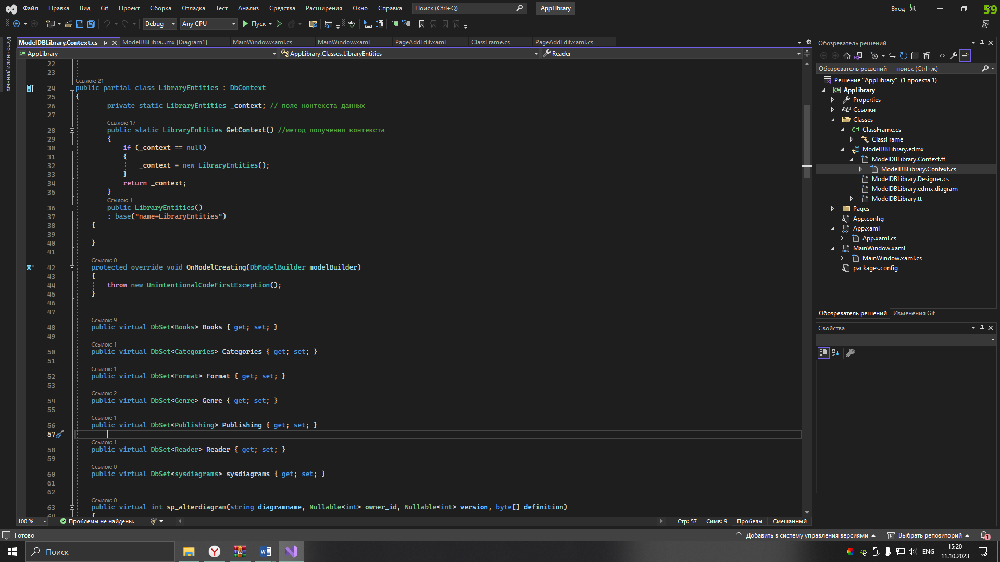 Файл Правка Вид Git Проект Сборка Отладка Тест Анализ Средства Расширения Окно Справка Поиск (Ctrl+Q) AppLibrary Вход 59
Debug Any CPU Пуск
Источники данных
ModelDBLibrary.Context.cs ModelDBLibra...mx [Diagram1] MainWindow.xaml.cs MainWindow.xaml PageAddEdit.xaml ClassFrame.cs PageAddEdit.xaml.cs
AppLibrary AppLibrary.Classes.LibraryEntities Reader
22
23
Ссылок: 21
24 public partial class LibraryEntities : DbContext
25 {
26 private static LibraryEntities _context; // поле контекста данных
27
Ссылок: 17
28 public static LibraryEntities GetContext() //метод получения контекста
29 {
30 if (_context == null)
31 {
32 _context = new LibraryEntities();
33 }
34 return _context;
35 }
Ссылок: 1
36 public LibraryEntities()
37 : base("name=LibraryEntities")
38 {
39
40 }
41
Ссылок: 0
42 protected override void OnModelCreating(DbModelBuilder modelBuilder)
43 {
44 throw new UnintentionalCodeFirstException();
45 }
46
47
Ссылок: 9
48 public virtual DbSet<Books> Books { get; set; }
49
Ссылок: 1
50 public virtual DbSet<Categories> Categories { get; set; }
51
Ссылок: 1
52 public virtual DbSet<Format> Format { get; set; }
53
Ссылок: 2
54 public virtual DbSet<Genre> Genre { get; set; }
55
Ссылок: 1
56 public virtual DbSet<Publishing> Publishing { get; set; }
57
Ссылок: 1
58 public virtual DbSet<Reader> Reader { get; set; }
59
Ссылок: 0
60 public virtual DbSet<sysdiagrams> sysdiagrams { get; set; }
61
62
Ссылок: 0
63 public virtual int sp_alterdiagram(string diagramname, Nullable<int> owner_id, Nullable<int> version, byte[] definition)
64 {
100 % Проблемы не найдены. Стр: 57 Симв: 9 Пробелы Смешанный
Обозреватель решений
Обозреватель решений — поиск (Ctrl+ж)
Решение "AppLibrary" (1 проекта 1)
AppLibrary
Properties
Ссылки
Classes
ClassFrame.cs
ClassFrame
ModelDBLibrary.edmx
ModelDBLibrary.Context.tt
ModelDBLibrary.Context.cs
ModelDBLibrary.Designer.cs
ModelDBLibrary.edmx.diagram
ModelDBLibrary.tt
Pages
App.config
App.xaml
App.xaml.cs
MainWindow.xaml
MainWindow.xaml.cs
packages.config
Обозреватель решений Изменения Git
Свойства
Готово Добавить в систему управления версиями Выбрать репозиторий 1
Поиск ENG 15:20
11.10.2023